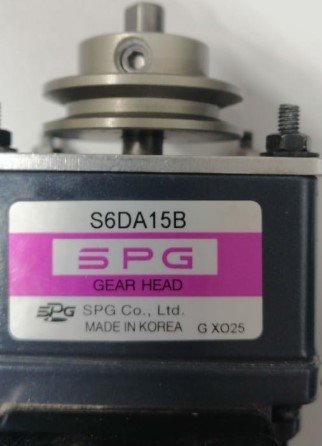 S6DA15B
SPG
GEAR HEAD
SPG SPG Co., Ltd.
MADE IN KOREA G XO25